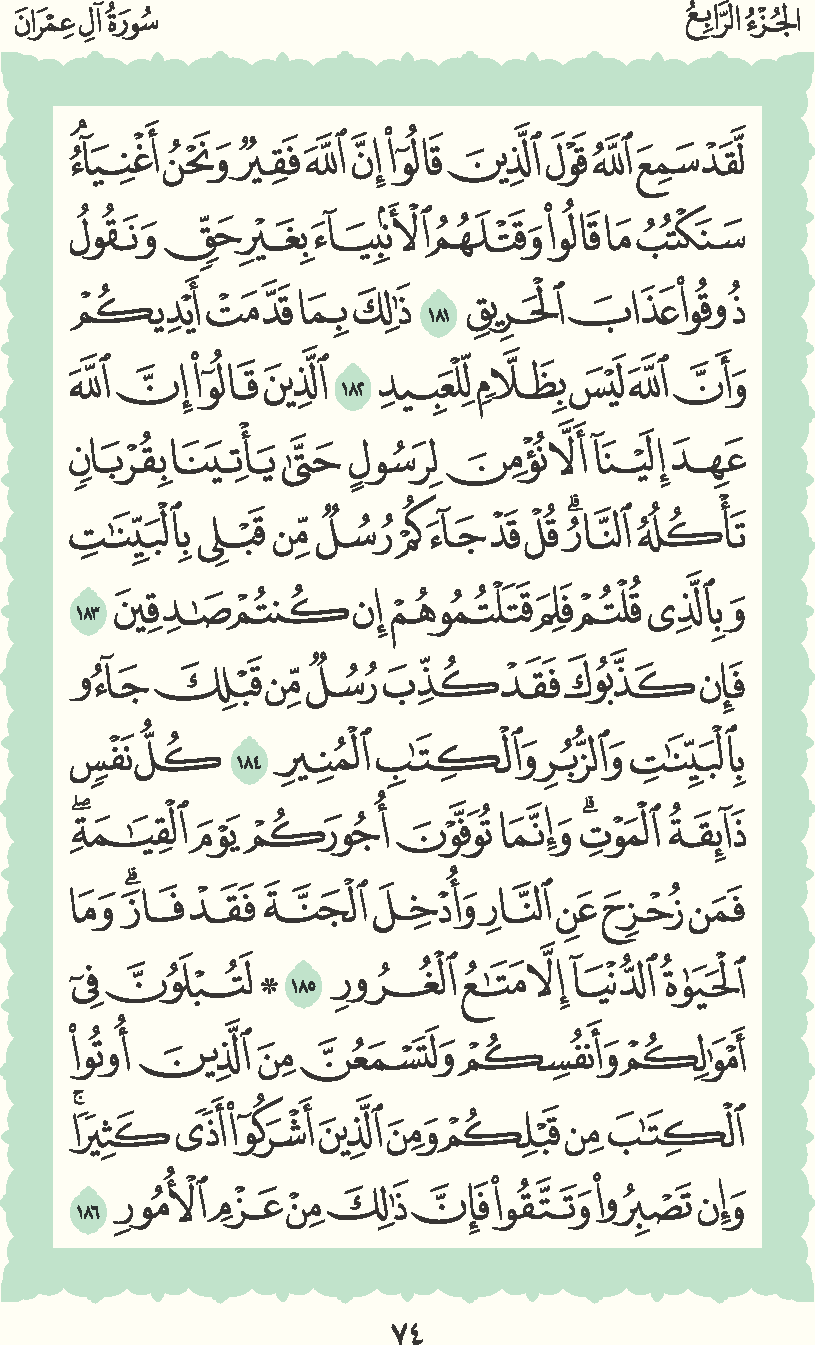 الجُزْءُ الرَّابِعُ
سُورَةُ آلِ عِمْرَانَ
لَّقَدْ سَمِعَ ٱللَّهُ قَوْلَ ٱلَّذِينَ قَالُوٓا۟ إِنَّ ٱللَّهَ فَقِيرٌ وَنَحْنُ أَغْنِيَآءُ ۘ
سَنَكْتُبُ مَا قَالُوا۟ وَقَتْلَهُمُ ٱلْأَنۢبِيَآءَ بِغَيْرِ حَقٍّ وَنَقُولُ
ذُوقُوا۟ عَذَابَ ٱلْحَرِيقِ ١٨١ ذَٰلِكَ بِمَا قَدَّمَتْ أَيْدِيكُمْ
وَأَنَّ ٱللَّهَ لَيْسَ بِظَلَّامٍ لِّلْعَبِيدِ ١٨٢ ٱلَّذِينَ قَالُوٓا۟ إِنَّ ٱللَّهَ
عَهِدَ إِلَيْنَآ أَلَّا نُؤْمِنَ لِرَسُولٍ حَتَّىٰ يَأْتِيَنَا بِقُرْبَانٍ
تَأْكُلُهُ ٱلنَّارُ ۗ قُلْ قَدْ جَآءَكُمْ رُسُلٌ مِّن قَبْلِى بِٱلْبَيِّنَٰتِ
وَبِٱلَّذِى قُلْتُمْ فَلِمَ قَتَلْتُمُوهُمْ إِن كُنتُمْ صَٰدِقِينَ ١٨٣
فَإِن كَذَّبُوكَ فَقَدْ كُذِّبَ رُسُلٌ مِّن قَبْلِكَ جَآءُو
بِٱلْبَيِّنَٰتِ وَٱلزُّبُرِ وَٱلْكِتَٰبِ ٱلْمُنِيرِ ١٨٤ كُلُّ نَفْسٍ
ذَآئِقَةُ ٱلْمَوْتِ ۗ وَإِنَّمَا تُوَفَّوْنَ أُجُورَكُمْ يَوْمَ ٱلْقِيَٰمَةِ ۖ
فَمَن زُحْزِحَ عَنِ ٱلنَّارِ وَأُدْخِلَ ٱلْجَنَّةَ فَقَدْ فَازَ ۗ وَمَا
ٱلْحَيَوٰةُ ٱلدُّنْيَآ إِلَّا مَتَٰعُ ٱلْغُرُورِ ١٨٥ ۞ لَتُبْلَوُنَّ فِىٓ
أَمْوَٰلِكُمْ وَأَنفُسِكُمْ وَلَتَسْمَعُنَّ مِنَ ٱلَّذِينَ أُوتُوا۟
ٱلْكِتَٰبَ مِن قَبْلِكُمْ وَمِنَ ٱلَّذِينَ أَشْرَكُوٓا۟ أَذًى كَثِيرًا ۚ
وَإِن تَصْبِرُوا۟ وَتَتَّقُوا۟ فَإِنَّ ذَٰلِكَ مِنْ عَزْمِ ٱلْأُمُورِ ١٨٦
٧٤